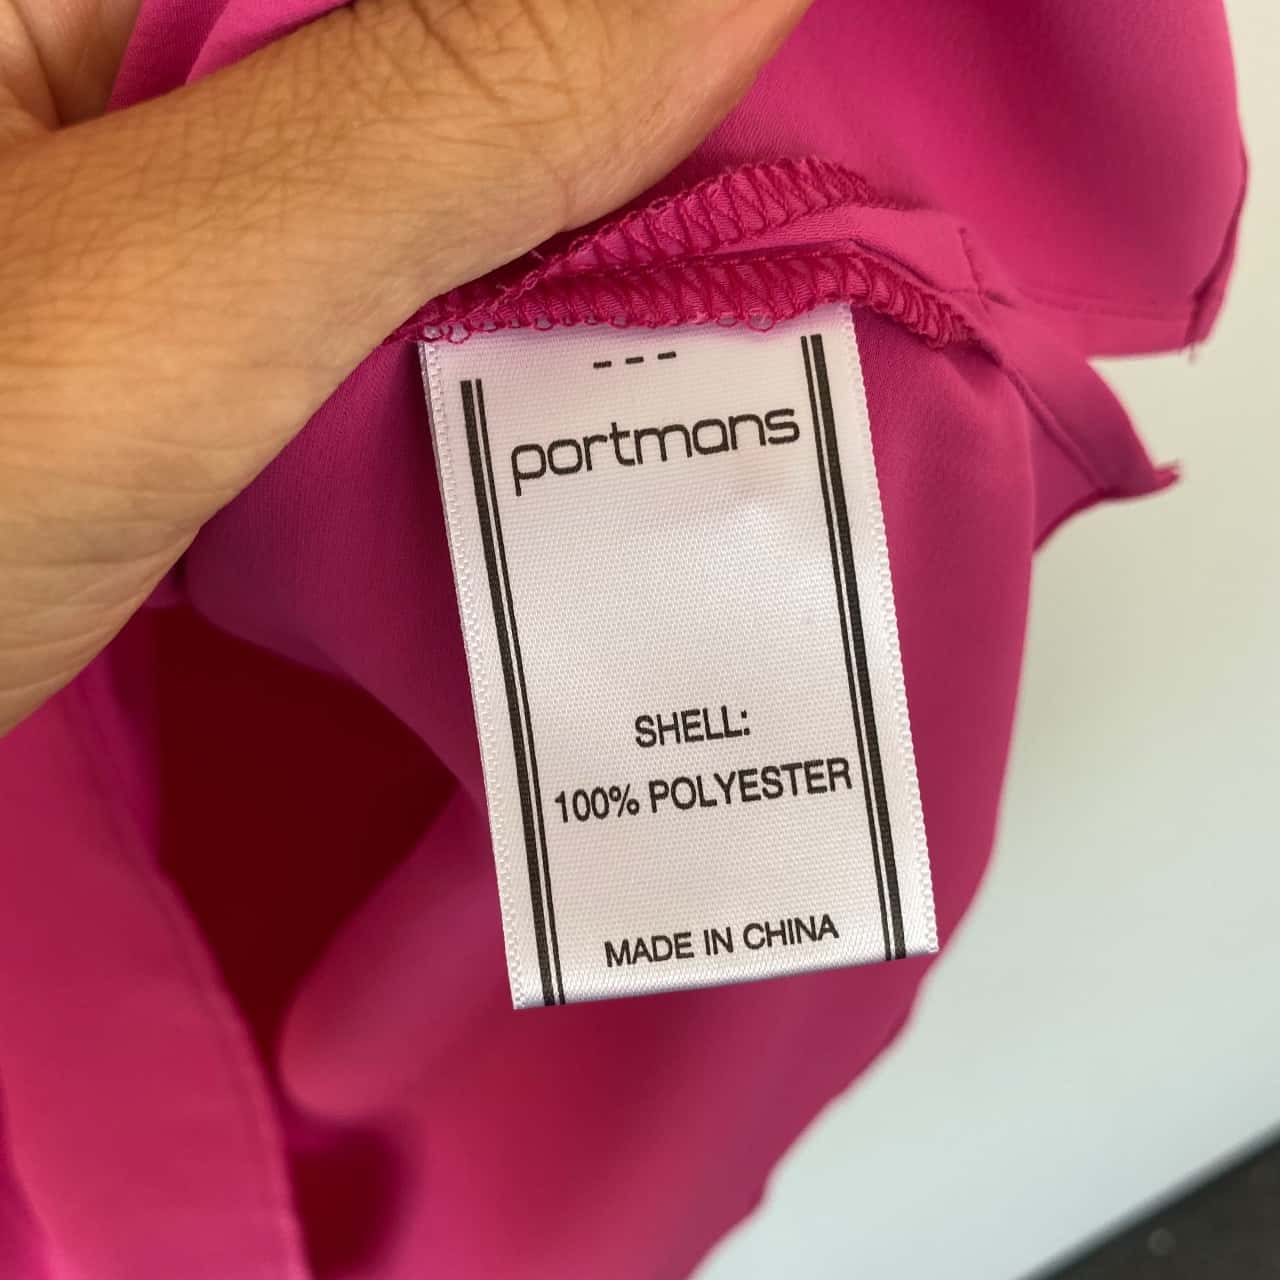 ---
portmans
SHELL:
100% POLYESTER
MADE IN CHINA